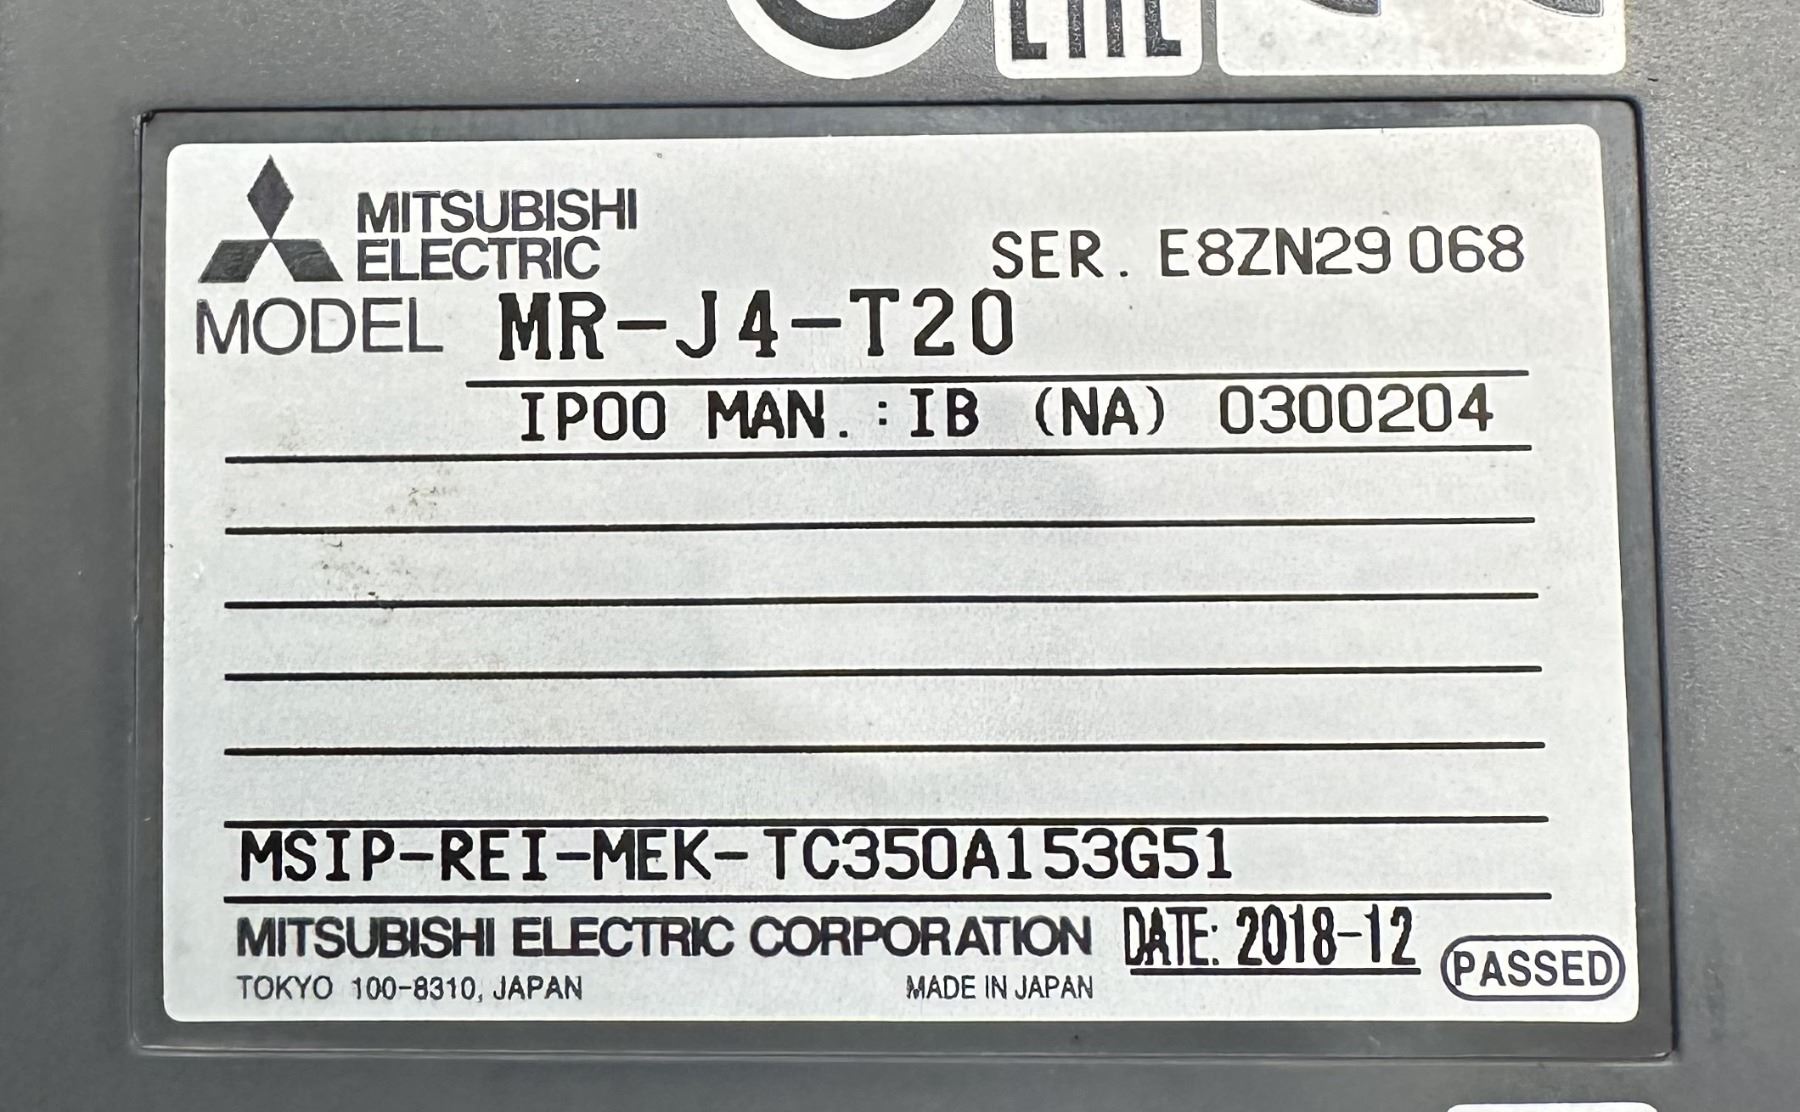 EAC
MITSUBISHI
ELECTRIC
SER. E8ZN29 068
MODEL MR-J4-T20
IP00 MAN. :IB (NA) 0300204
MSIP-REI-MEK-TC350A153G51
MITSUBISHI ELECTRIC CORPORATION DATE: 2018-12
TOKYO 100-8310, JAPAN MADE IN JAPAN PASSED